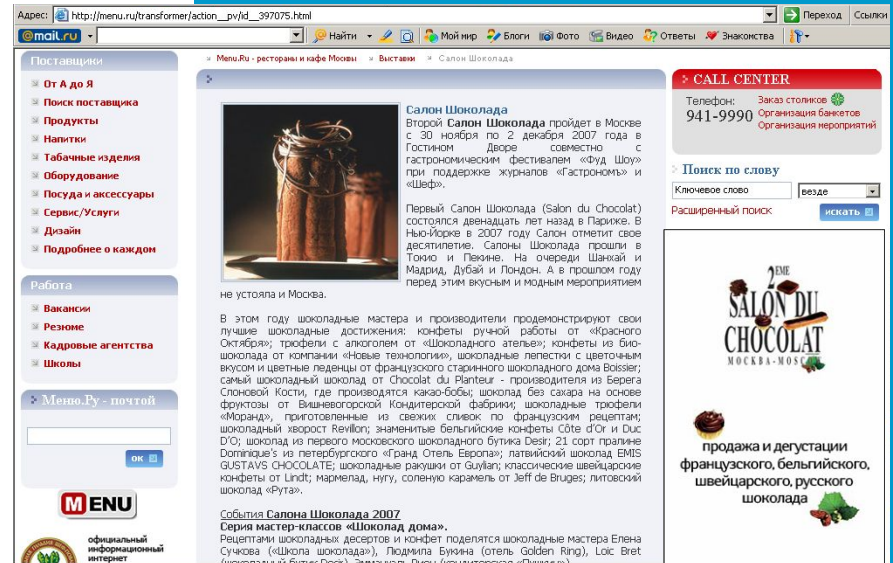 Адрес: http://menu.ru/transformer/action__pv/id__397075.html Переход Ссылки
@mail.ru Найти Мой мир Блоги Фото Видео Ответы Знакомства
Поставщики
От А до Я
Поиск поставщика
Продукты
Напитки
Табачные изделия
Оборудование
Посуда и аксессуары
Сервис/Услуги
Дизайн
Подробнее о каждом
Работа
Вакансии
Резюме
Кадровые агентства
Школы
Меню.Ру - почтой
ок
MENU
официальный
информационный
интернет
Menu.Ru - рестораны и кафе Москвы » Выставки » Салон Шоколада
Салон Шоколада
Второй Салон Шоколада пройдет в Москве
с 30 ноября по 2 декабря 2007 года в
Гостином Дворе совместно с
гастрономическим фестивалем «Фуд Шоу»
при поддержке журналов «Гастрономъ» и
«Шеф».
Первый Салон Шоколада (Salon du Chocolat)
состоялся двенадцать лет назад в Париже. В
Нью-Йорке в 2007 году Салон отметит свое
десятилетие. Салоны Шоколада прошли в
Токио и Пекине. На очереди Шанхай и
Мадрид, Дубай и Лондон. А в прошлом году
перед этим вкусным и модным мероприятием
не устояла и Москва.
В этом году шоколадные мастера и производители продемонстрируют свои
лучшие шоколадные достижения: конфеты ручной работы от «Красного
Октября»; трюфели с алкоголем от «Шоколадного ателье»; конфеты из био-
шоколада от компании «Новые технологии», шоколадные лепестки с цветочным
вкусом и цветные леденцы от французского старинного шоколадного дома Boissier;
самый шоколадный шоколад от Chocolat du Planteur - производителя из Берега
Слоновой Кости, где производятся какао-бобы; шоколад без сахара на основе
фруктозы от Вишневогорской Кондитерской фабрики; шоколадные трюфели
«Моранд», приготовленные из свежих сливок по французским рецептам;
шоколадный хворост Revillon; знаменитые бельгийские конфеты Côte d'Or и Duc
D'O; шоколад из первого московского шоколадного бутика Desir; 21 сорт пралине
Dominique's из петербургского «Гранд Отель Европа»; латвийский шоколад EMIS
GUSTAVS CHOCOLATE; шоколадные ракушки от Guylian; классические швейцарские
конфеты от Lindt; мармелад, нугу, соленую карамель от Jeff de Bruges; литовский
шоколад «Рута».
События Салона Шоколада 2007
Серия мастер-классов «Шоколад дома».
Рецептами шоколадных десертов и конфет поделятся шоколадные мастера Елена
Сучкова («Школа шоколада»), Людмила Букина (отель Golden Ring), Loic Bret
CALL CENTER
Телефон: Заказ столиков
941-9990 Организация банкетов
Организация мероприятий
Поиск по слову
Ключевое слово везде
Расширенный поиск искать
2EME
SALON DU
CHOCOLAT
МОСКВА-MOSCOU
продажа и дегустации
французского, бельгийского,
швейцарского, русского
шоколада